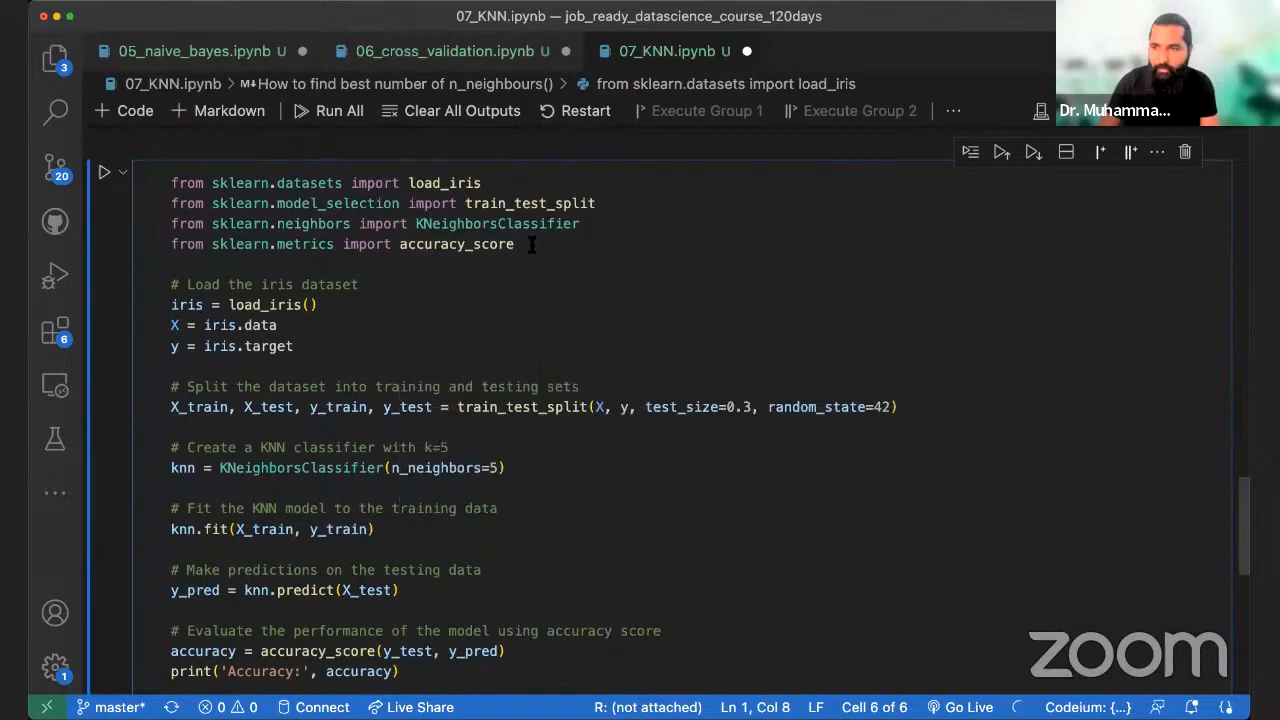 07_KNN.ipynb — job_ready_datascience_course_120days
05_naive_bayes.ipynb U
06_cross_validation.ipynb U
07_KNN.ipynb U
07_KNN.ipynb > M↓How to find best number of n_neighbours() > from sklearn.datasets import load_iris
+ Code + Markdown Run All Clear All Outputs Restart Execute Group 1 Execute Group 2 ...
Dr. Muhamma...
3
20
6
1
from sklearn.datasets import load_iris
from sklearn.model_selection import train_test_split
from sklearn.neighbors import KNeighborsClassifier
from sklearn.metrics import accuracy_score
# Load the iris dataset
iris = load_iris()
X = iris.data
y = iris.target
# Split the dataset into training and testing sets
X_train, X_test, y_train, y_test = train_test_split(X, y, test_size=0.3, random_state=42)
# Create a KNN classifier with k=5
knn = KNeighborsClassifier(n_neighbors=5)
# Fit the KNN model to the training data
knn.fit(X_train, y_train)
# Make predictions on the testing data
y_pred = knn.predict(X_test)
# Evaluate the performance of the model using accuracy score
accuracy = accuracy_score(y_test, y_pred)
print('Accuracy:', accuracy)
zoom
master* 0 0 Connect Live Share R: (not attached) Ln 1, Col 8 LF Cell 6 of 6 Go Live Codeium: {...}